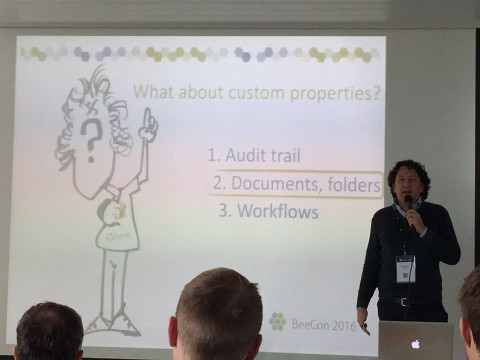 What about custom properties?
1. Audit trail
2. Documents, folders
3. Workflows
?
BeeCon 2016